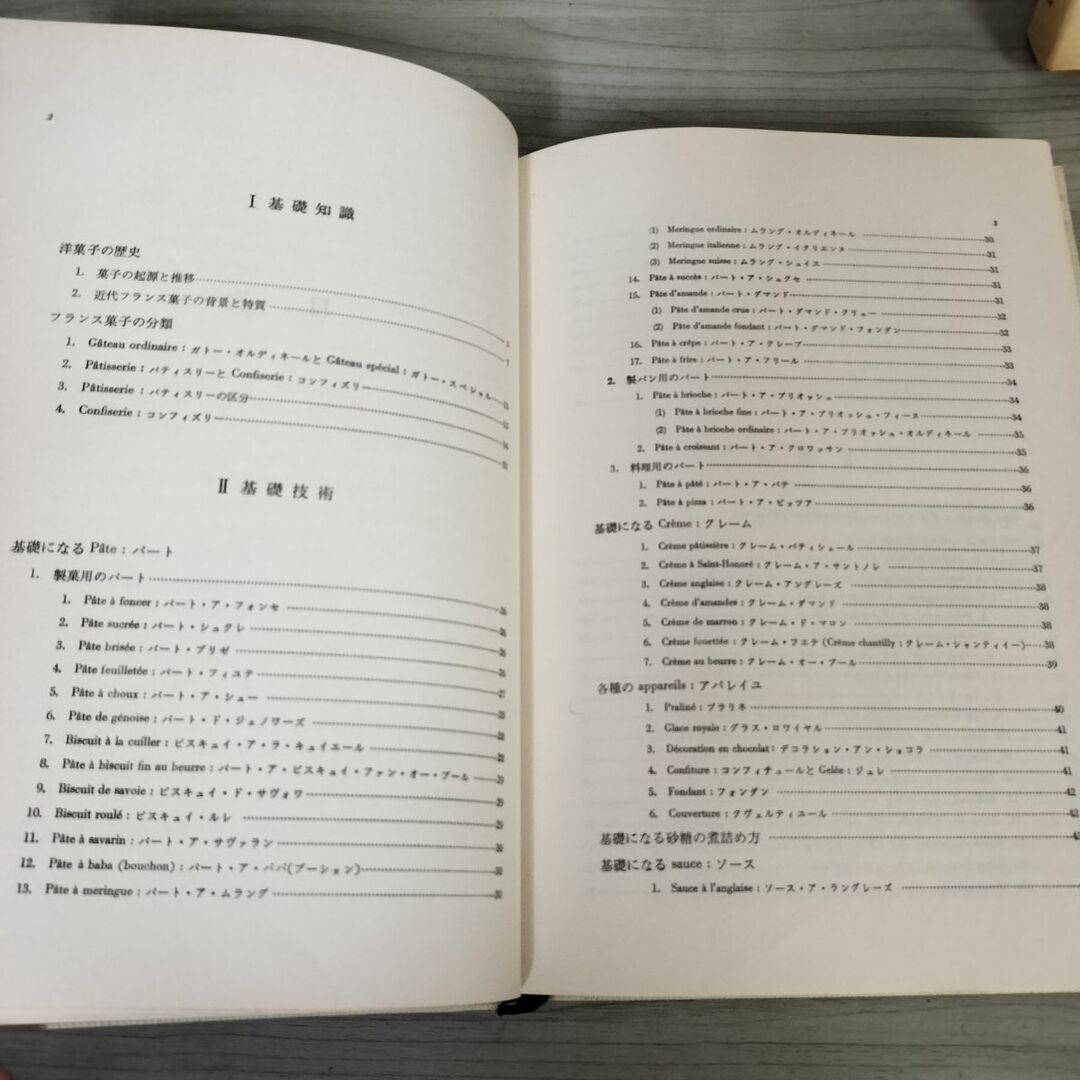 2
I 基礎知識
洋菓子の歴史
1. 菓子の起源と推移 1
2. 近代フランス菓子の背景と特質 7
フランス菓子の分類
1. Gâteau ordinaire : ガトー・オルディネールと Gâteau spécial : ガトー・スペシャル
2. Pâtisserie : パティスリーと Confiserie : コンフィズリー
3. Pâtisserie : パティスリーの区分
4. Confiserie : コンフィズリー
II 基礎技術
基礎になる Pâte : パート
1. 製菓用のパート
1. Pâte à foncer : パート・ア・フォンセ
2. Pâte sucrée : パート・シュクレ
3. Pâte brisée : パート・ブリゼ
4. Pâte feuilletée : パート・フィユテ
5. Pâte à choux : パート・ア・シュー
6. Pâte de génoise : パート・ド・ジェノワーズ
7. Biscuit à la cuiller : ビスキュイ・ア・ラ・キュイエール
8. Pâte à biscuit fin au beurre : パート・ア・ビスキュイ・ファン・オー・ブール 29
9. Biscuit de savoie : ビスキュイ・ド・サヴォワ 29
10. Biscuit roulé : ビスキュイ・ルレ 29
11. Pâte à savarin : パート・ア・サヴァラン 30
12. Pâte à baba (bouchon) : パート・ア・ババ(ブーション) 30
13. Pâte à meringue : パート・ア・ムラング 30
3
(1) Meringue ordinaire : ムラング・オルディネール 30
(2) Meringue italienne : ムラング・イタリエンヌ 31
(3) Meringue suisse : ムラング・シュイス 31
14. Pâte à succès : パート・ア・シュクセ 31
15. Pâte d'amande : パート・ダマンド 31
(1) Pâte d'amande crue : パート・ダマンド・クリュー 32
(2) Pâte d'amande fondant : パート・ダマンド・フォンダン 32
16. Pâte à crêpe : パート・ア・クレープ 33
17. Pâte à frire : パート・ア・フリール 33
2. 製パン用のパート 34
1. Pâte à brioche : パート・ア・ブリオッシュ 34
(1) Pâte à brioche fine : パート・ア・ブリオッシュ・フィーヌ 34
(2) Pâte à brioche ordinaire : パート・ア・ブリオッシュ・オルディネール 35
2. Pâte à croissant : パート・ア・クロワッサン 35
3. 料理用のパート 36
1. Pâte à pâté : パート・ア・パテ 36
2. Pâte à pizza : パート・ア・ピッツア 36
基礎になる Crème : クレーム
1. Crème pâtissière : クレーム・パティシェール 37
2. Crème à Saint-Honoré : クレーム・ア・サントノレ 37
3. Crème anglaise : クレーム・アングレーズ 38
4. Crème d'amandes : クレーム・ダマンド 38
5. Crème de marron : クレーム・ド・マロン 38
6. Crème fouettée : クレーム・フエテ (Crème chantilly : クレーム・シャンティイー) 38
7. Crème au beurre : クレーム・オー・ブール 39
各種の appareils : アパレイユ
1. Praliné : プラリネ 40
2. Glace royale : グラス・ロワイヤル 41
3. Décoration en chocolat : デコラション・アン・ショコラ 41
4. Confiture : コンフィチュールと Gelée : ジュレ 41
5. Fondant : フォンダン 42
6. Couverture : クヴェルティユール 42
基礎になる砂糖の煮詰め方
基礎になる sauce : ソース
1. Sauce à l'anglaise : ソース・ア・ラングレーズ